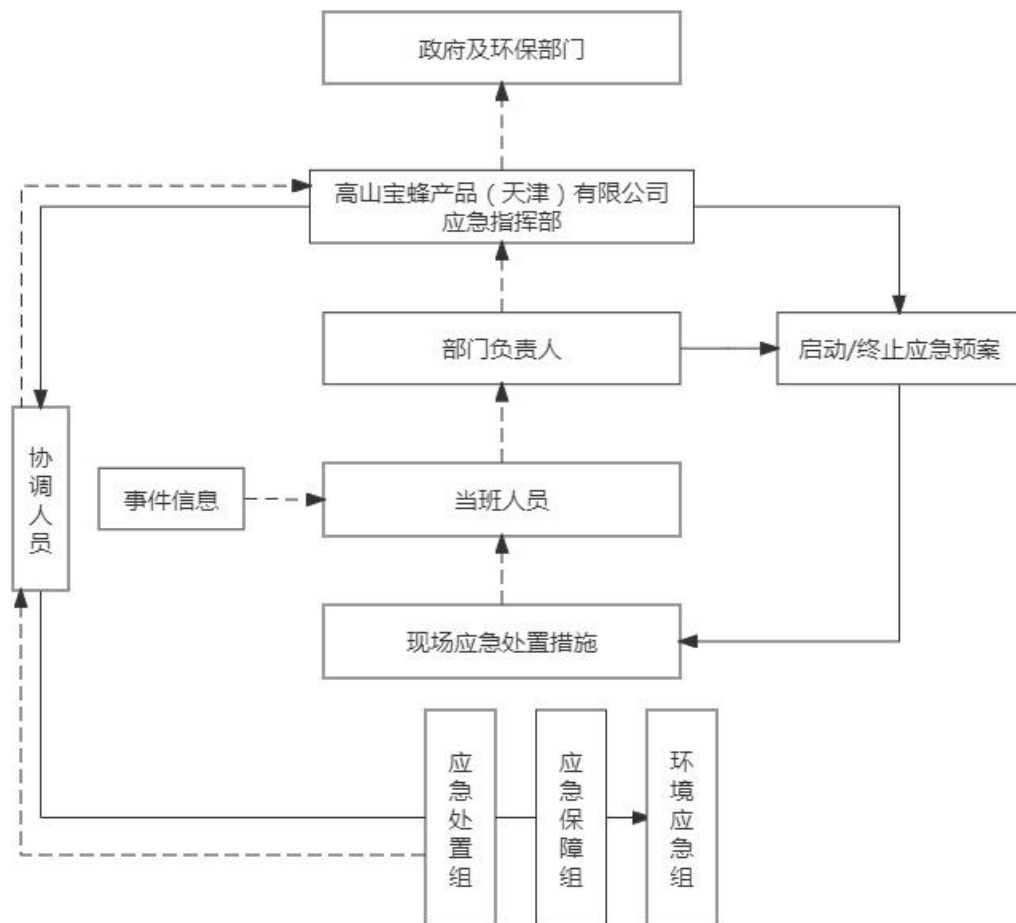 政府及环保部门
高山宝蜂产品（天津）有限公司
应急指挥部
部门负责人
启动/终止应急预案
协调人员
事件信息
当班人员
现场应急处置措施
应急处置组
应急保障组
环境应急组